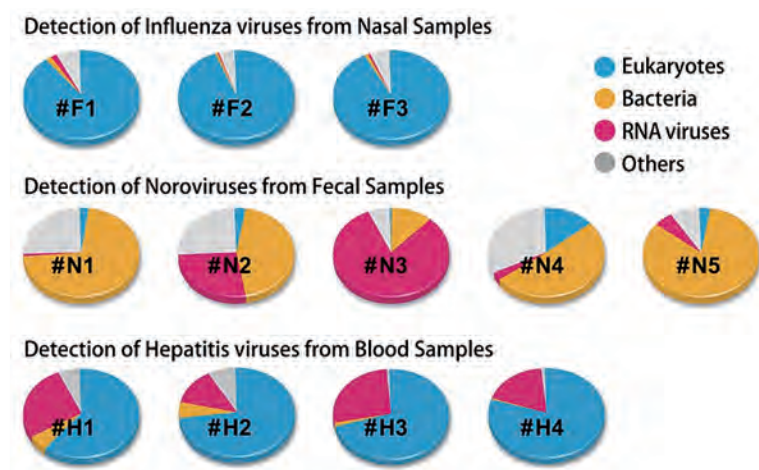 Detection of Influenza viruses from Nasal Samples
#F1 #F2 #F3
Eukaryotes
Bacteria
RNA viruses
Others
Detection of Noroviruses from Fecal Samples
#N1 #N2 #N3 #N4 #N5
Detection of Hepatitis viruses from Blood Samples
#H1 #H2 #H3 #H4